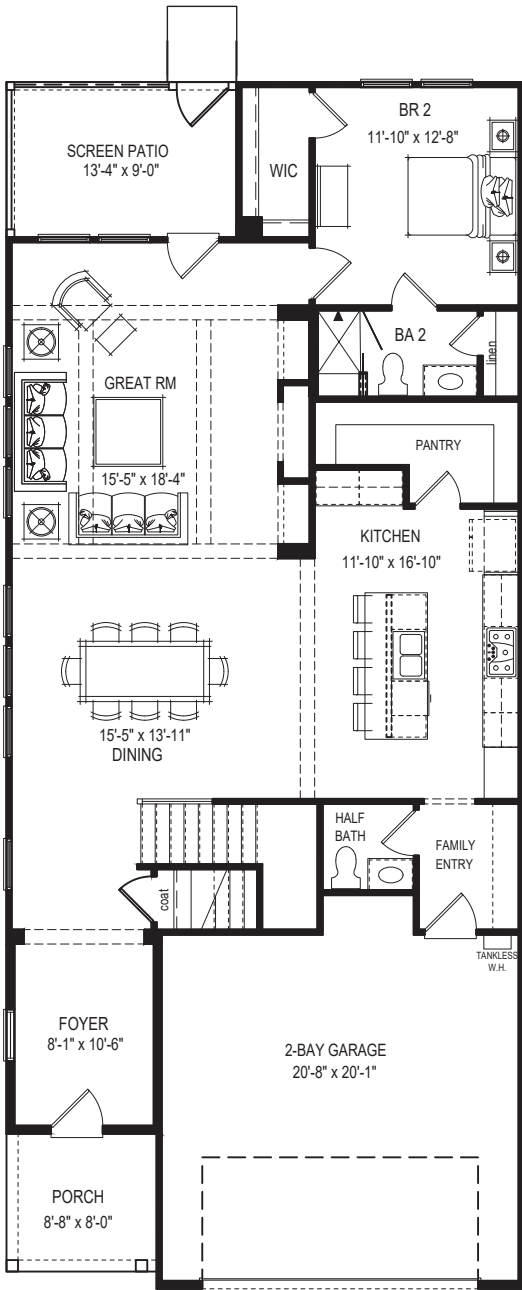 SCREEN PATIO
13'-4" x 9'-0"
WIC
BR 2
11'-10" x 12'-8"
BA 2
linen
GREAT RM
15'-5" x 18'-4"
PANTRY
KITCHEN
11'-10" x 16'-10"
15'-5" x 13'-11"
DINING
HALF
BATH
FAMILY
ENTRY
coat
TANKLESS
W.H.
FOYER
8'-1" x 10'-6"
2-BAY GARAGE
20'-8" x 20'-1"
PORCH
8'-8" x 8'-0"